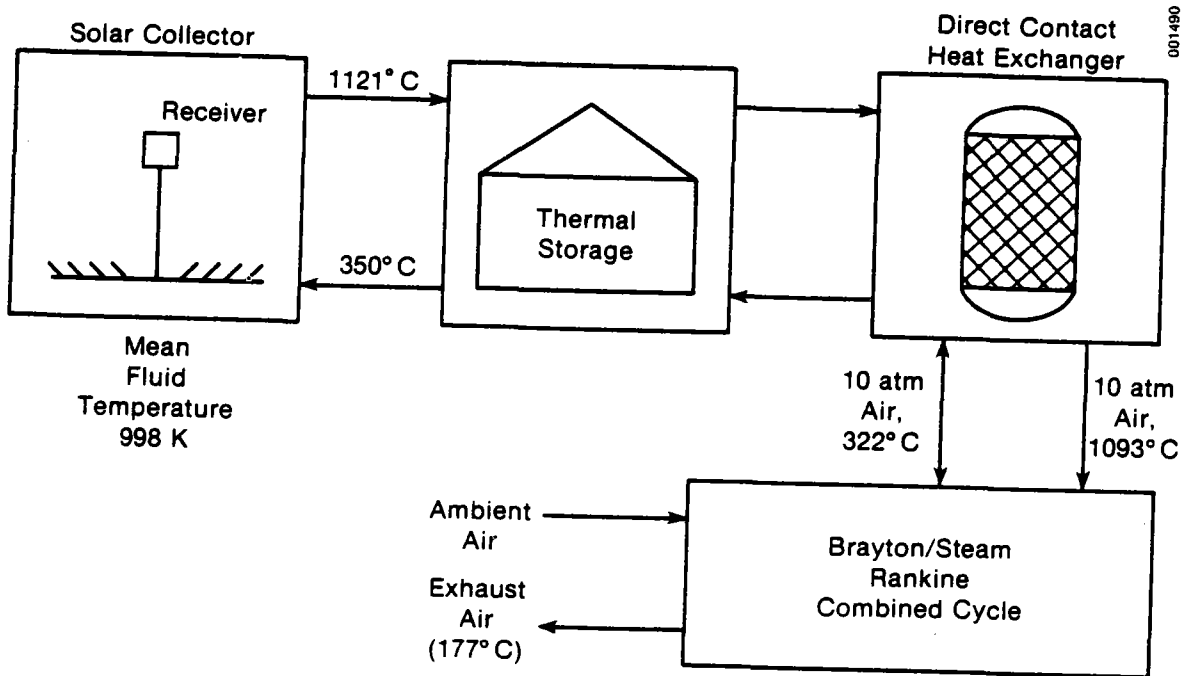 Solar Collector
Receiver
Mean
Fluid
Temperature
998 K
1121° C
350° C
Thermal
Storage
Direct Contact
Heat Exchanger
001490
10 atm
Air,
322° C
10 atm
Air,
1093° C
Ambient
Air
Exhaust
Air
(177° C)
Brayton/Steam
Rankine
Combined Cycle